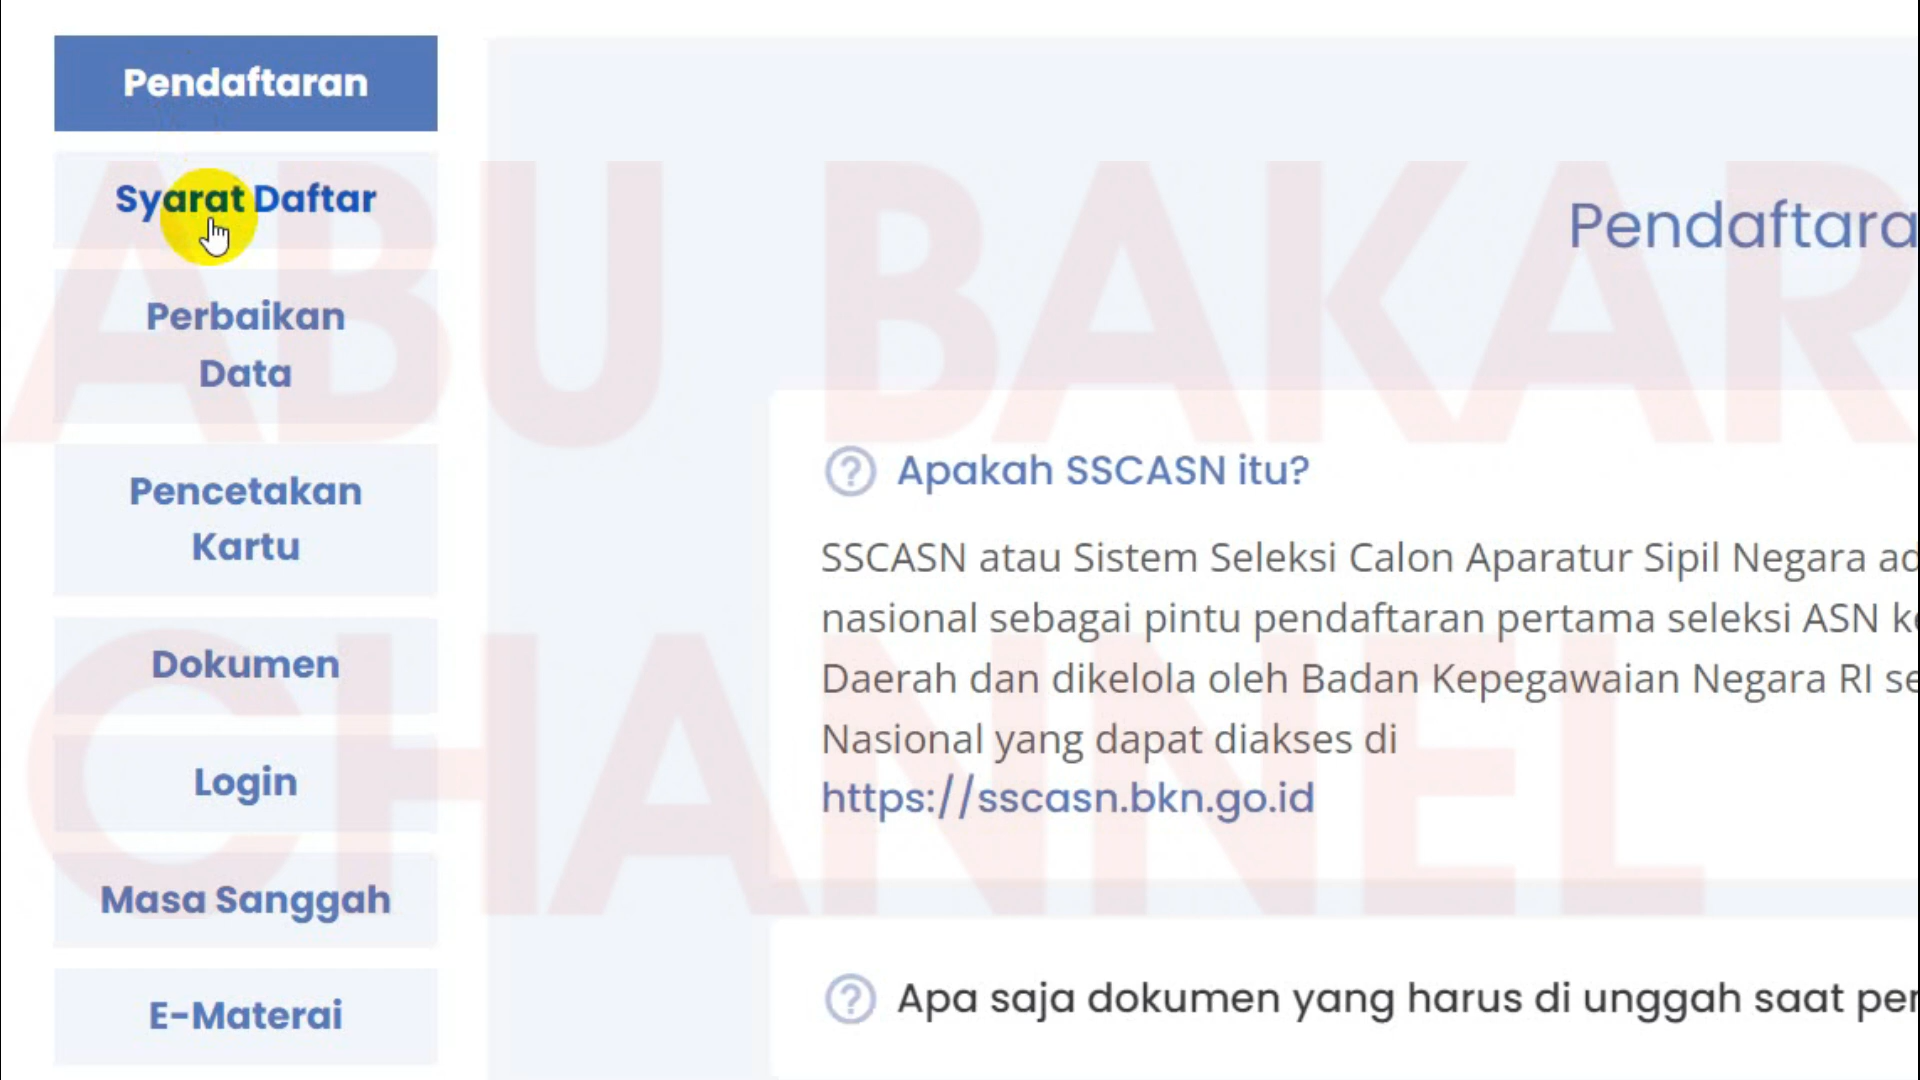 Pendaftaran
Syarat Daftar
Perbaikan
Data
Pencetakan
Kartu
Dokumen
Login
Masa Sanggah
E-Materai
Pendaftara
Apakah SSCASN itu?
SSCASN atau Sistem Seleksi Calon Aparatur Sipil Negara ad
nasional sebagai pintu pendaftaran pertama seleksi ASN ke
Daerah dan dikelola oleh Badan Kepegawaian Negara RI se
Nasional yang dapat diakses di
https://sscasn.bkn.go.id
Apa saja dokumen yang harus di unggah saat per
ABU BAKAR
CHANNEL